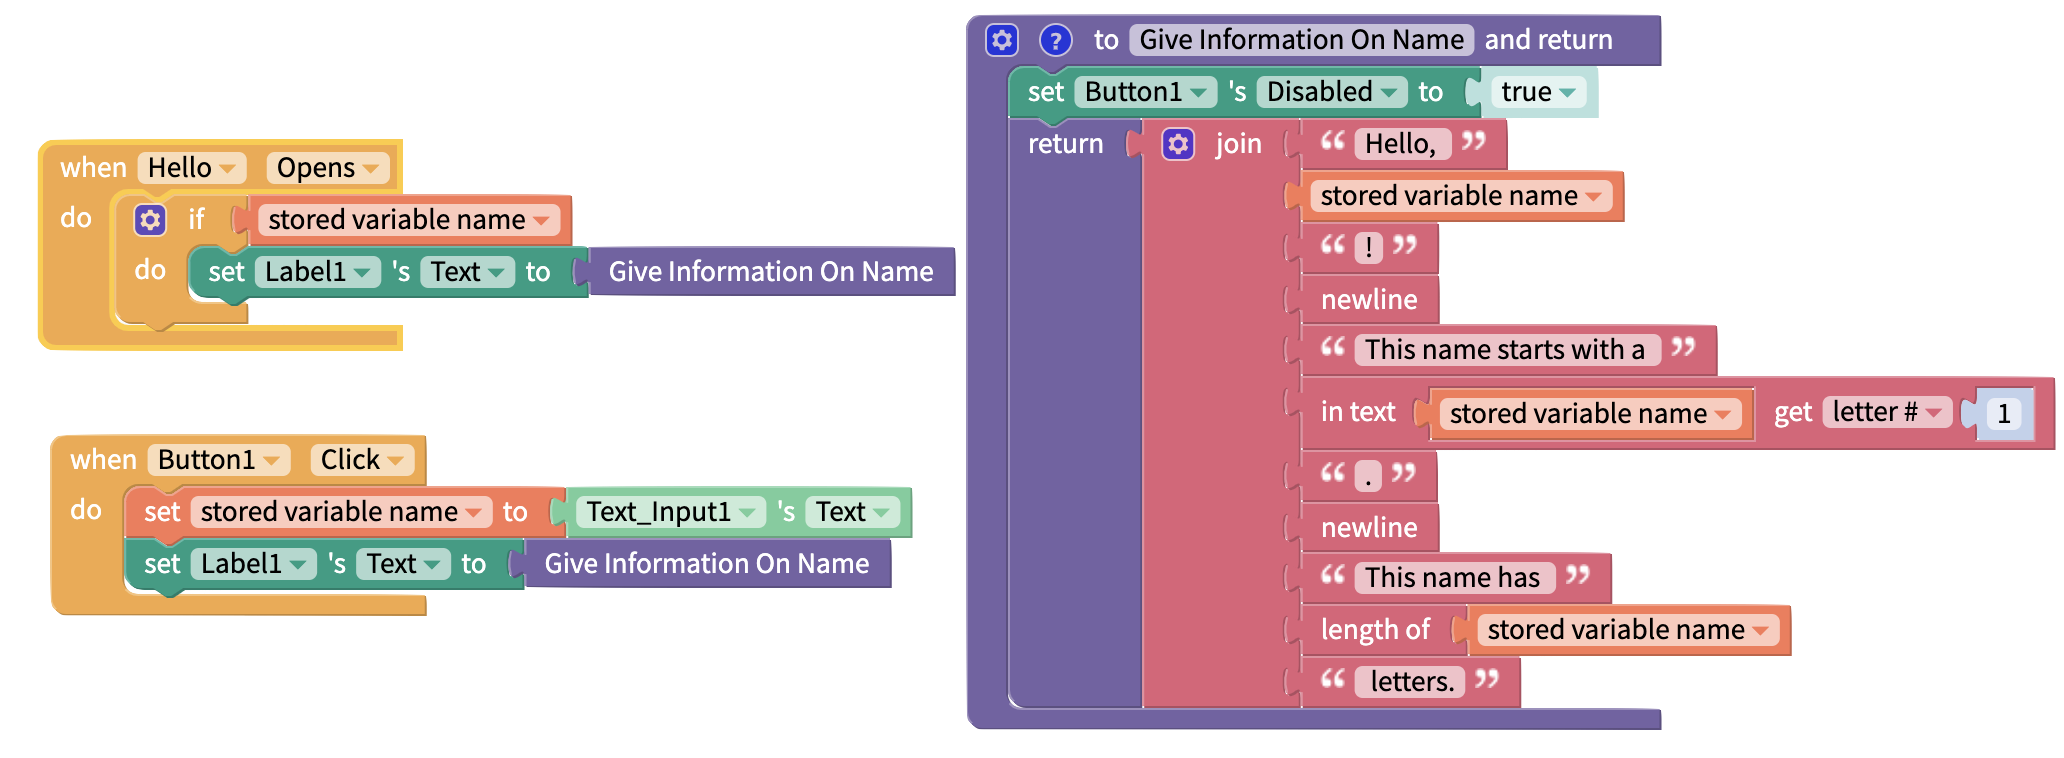 when Hello Opens
do if stored variable name
do set Label1 's Text to Give Information On Name
when Button1 Click
do set stored variable name to Text_Input1 's Text
set Label1 's Text to Give Information On Name
? to Give Information On Name and return
set Button1 's Disabled to true
return join “ Hello, ”
stored variable name
“ ! ”
newline
“ This name starts with a ”
in text stored variable name get letter # 1
“ . ”
newline
“ This name has ”
length of stored variable name
“ letters. ”